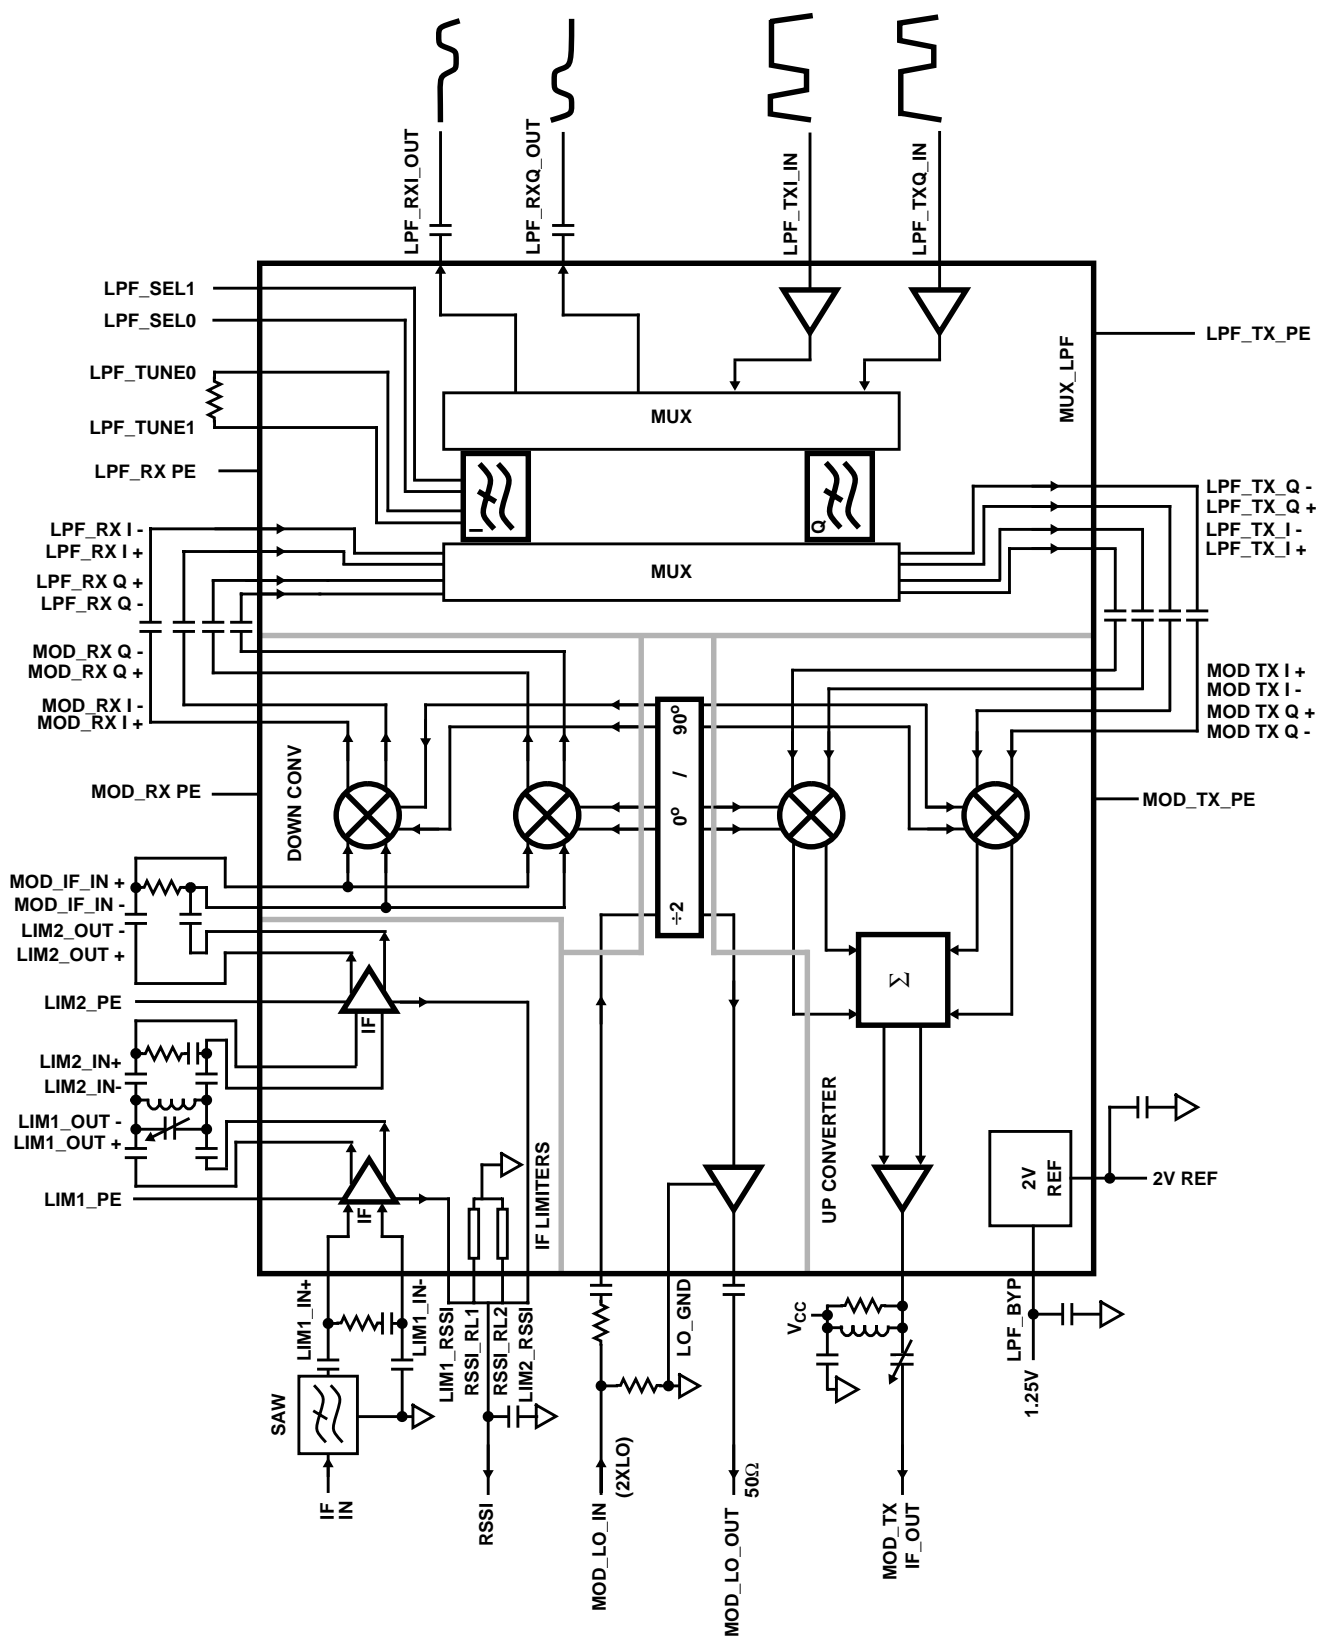 LPF_RXI_OUT
LPF_RXQ_OUT
LPF_TXI_IN
LPF_TXQ_IN
LPF_SEL1
LPF_SEL0
LPF_TUNE0
LPF_TUNE1
LPF_RX PE
LPF_RX I -
LPF_RX I +
LPF_RX Q +
LPF_RX Q -
MOD_RX Q -
MOD_RX Q +
MOD_RX I -
MOD_RX I +
MOD_RX PE
MOD_IF_IN +
MOD_IF_IN -
LIM2_OUT -
LIM2_OUT +
LIM2_PE
LIM2_IN+
LIM2_IN-
LIM1_OUT -
LIM1_OUT +
LIM1_PE
MUX_LPF
MUX
I
Q
MUX
LPF_TX_PE
LPF_TX_Q -
LPF_TX_Q +
LPF_TX_I -
LPF_TX_I +
MOD TX I +
MOD TX I -
MOD TX Q +
MOD TX Q -
MOD_TX_PE
DOWN CONV
÷2 0º / 90º
Σ
IF
IF
IF LIMITERS
UP CONVERTER
2V
REF
2V REF
LIM1_IN+
LIM1_IN-
LIM1_RSSI
RSSI_RL1
RSSI_RL2
LIM2_RSSI
LO_GND
VCC
LPF_BYP
1.25V
SAW
IF
IN
RSSI
MOD_LO_IN
(2XLO)
MOD_LO_OUT
50Ω
MOD_TX
IF_OUT